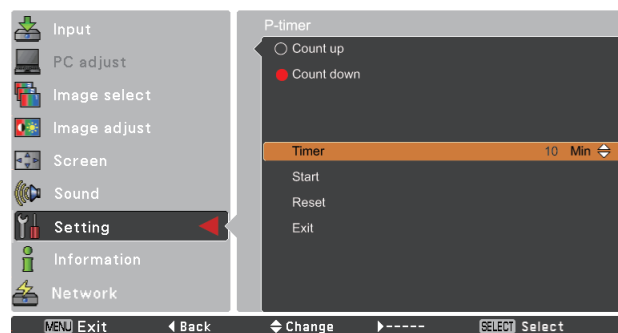 Input
PC adjust
Image select
Image adjust
Screen
Sound
Setting
Information
Network
P-timer
Count up
Count down
Timer 10 Min
Start
Reset
Exit
MENU Exit Back Change ----- SELECT Select